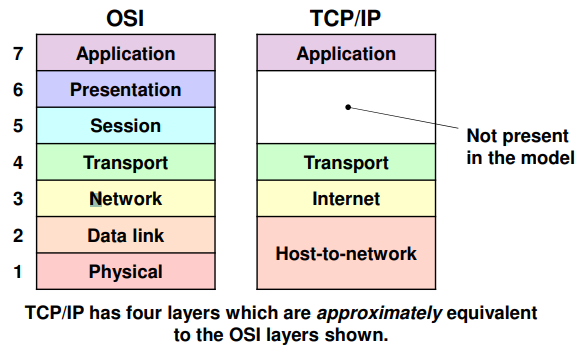 OSI TCP/IP
7 Application Application
6 Presentation
5 Session
Not present
in the model
4 Transport Transport
3 Network Internet
2 Data link
Host-to-network
1 Physical
TCP/IP has four layers which are approximately equivalent
to the OSI layers shown.